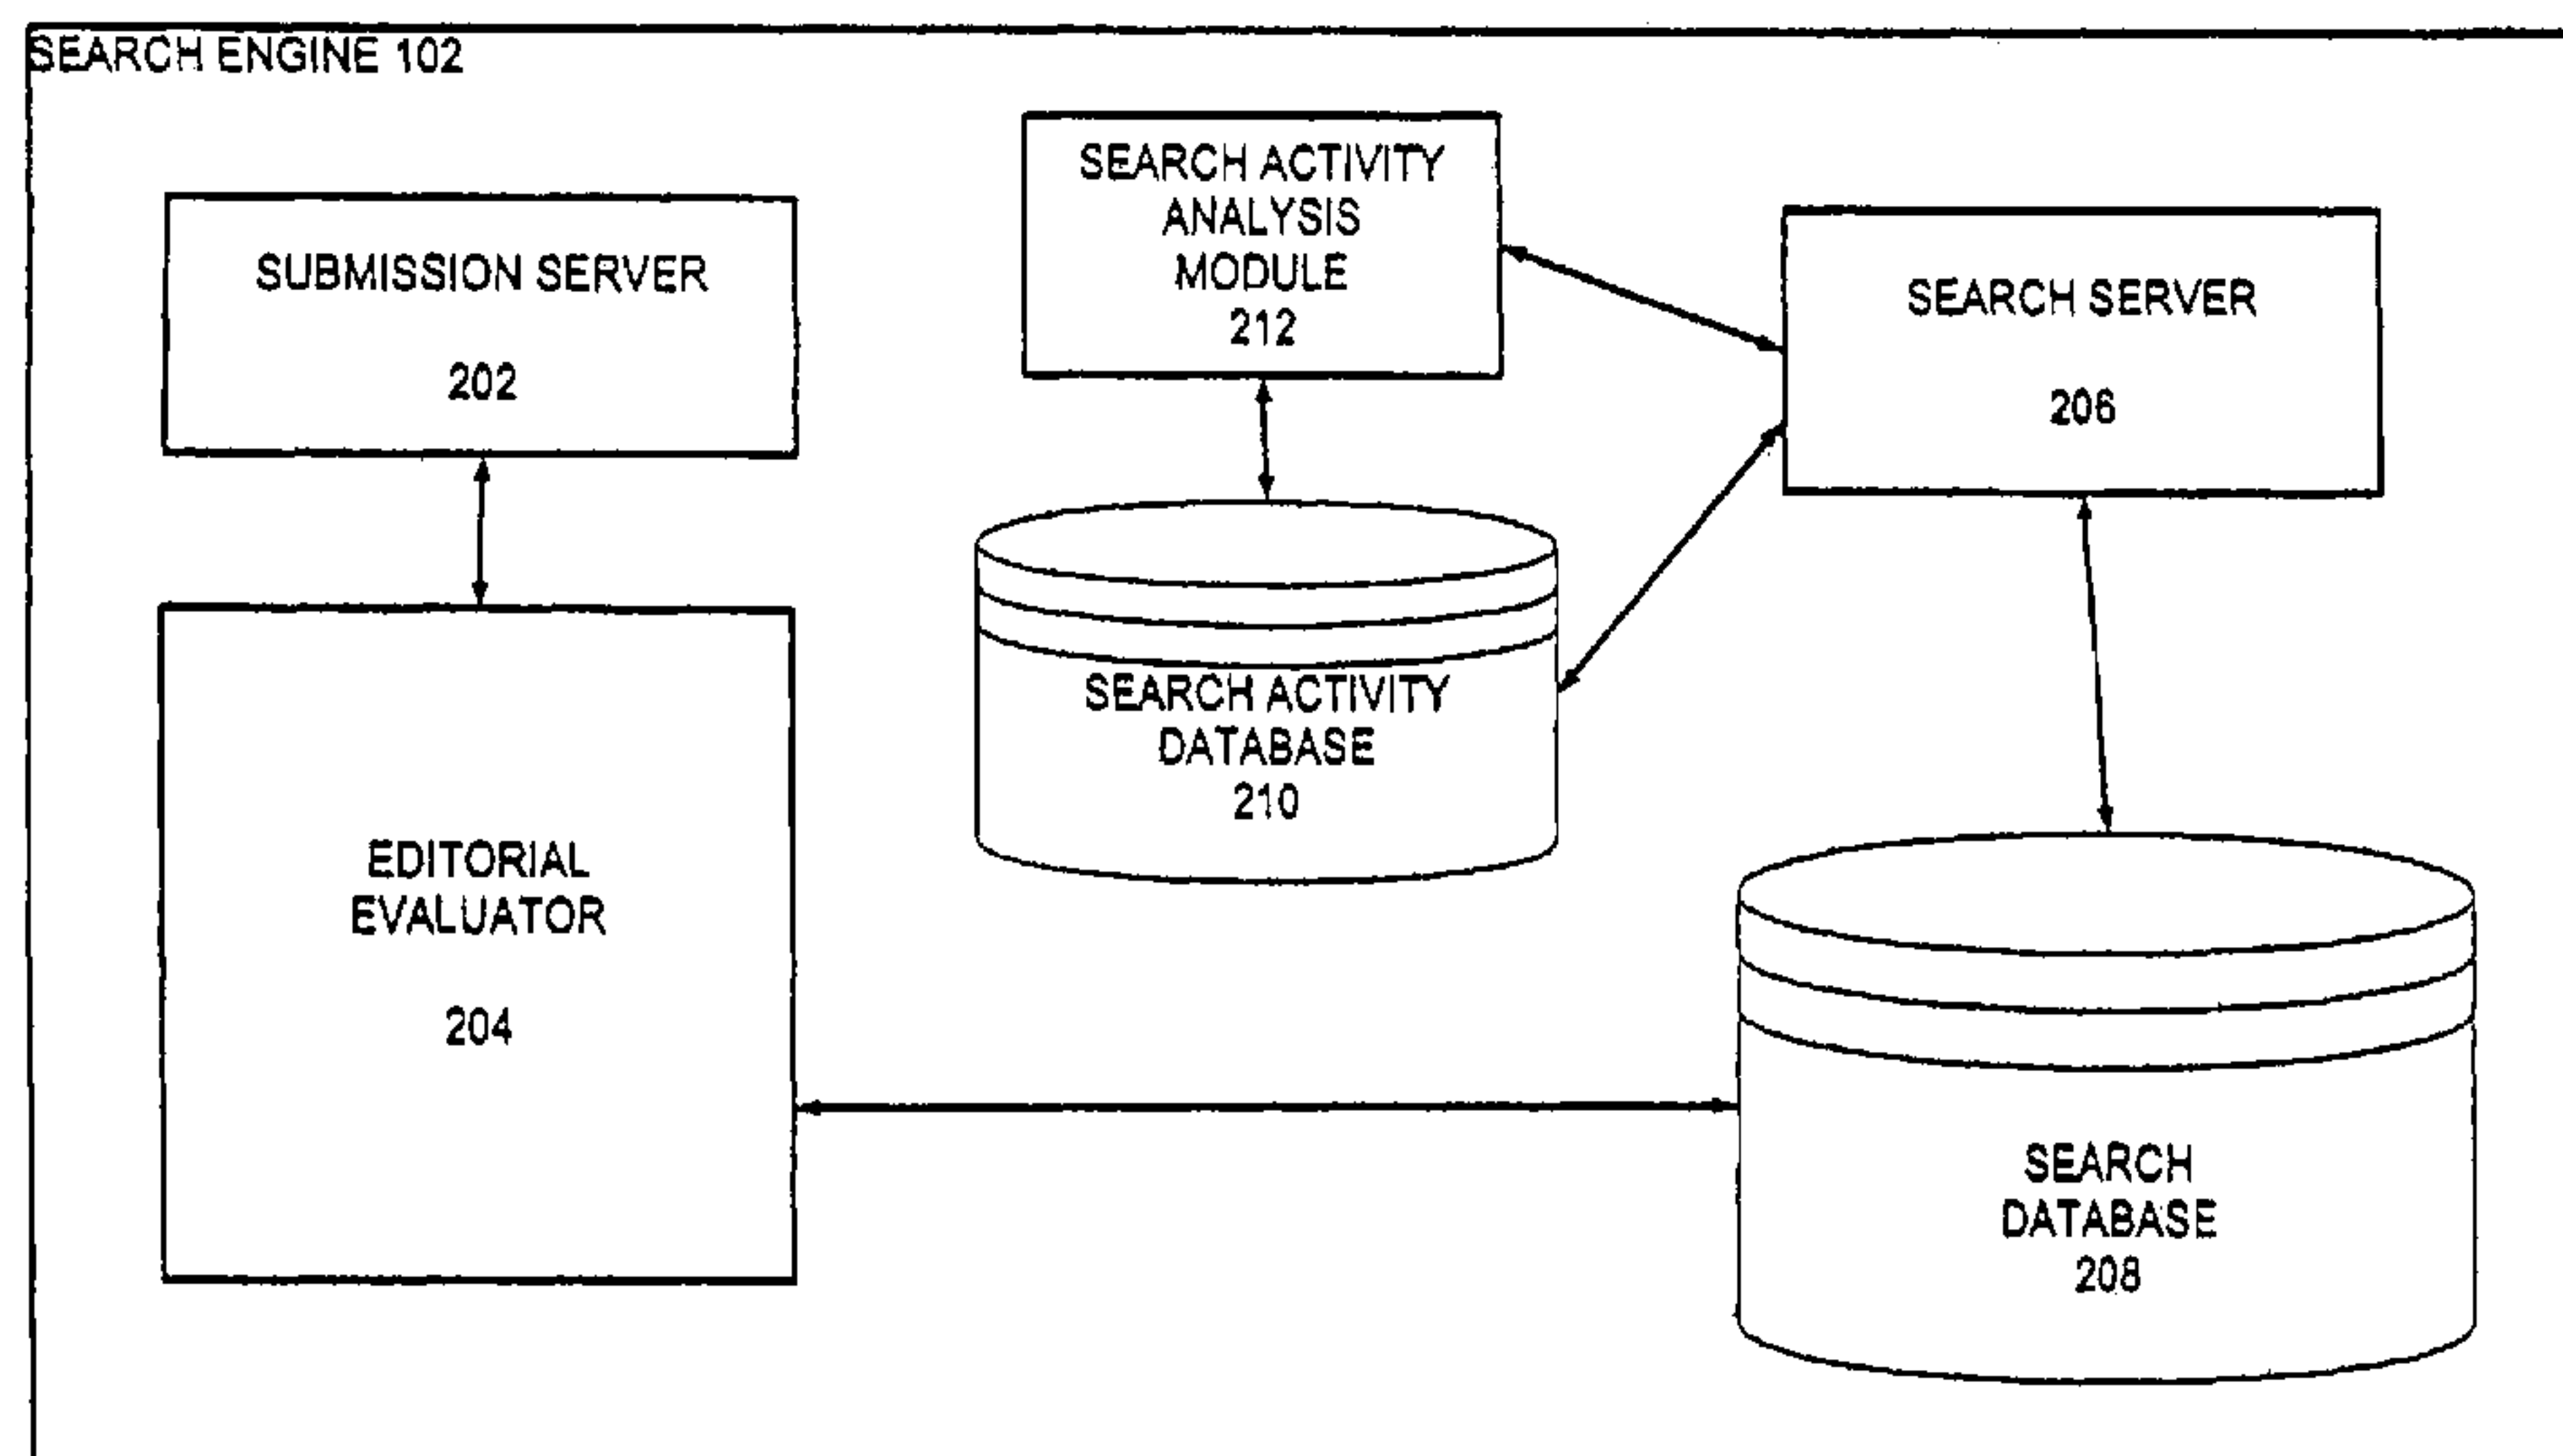 SEARCH ENGINE 102
SUBMISSION SERVER
202
SEARCH ACTIVITY
ANALYSIS
MODULE
212
SEARCH SERVER
206
SEARCH ACTIVITY
DATABASE
210
EDITORIAL
EVALUATOR
204
SEARCH
DATABASE
208